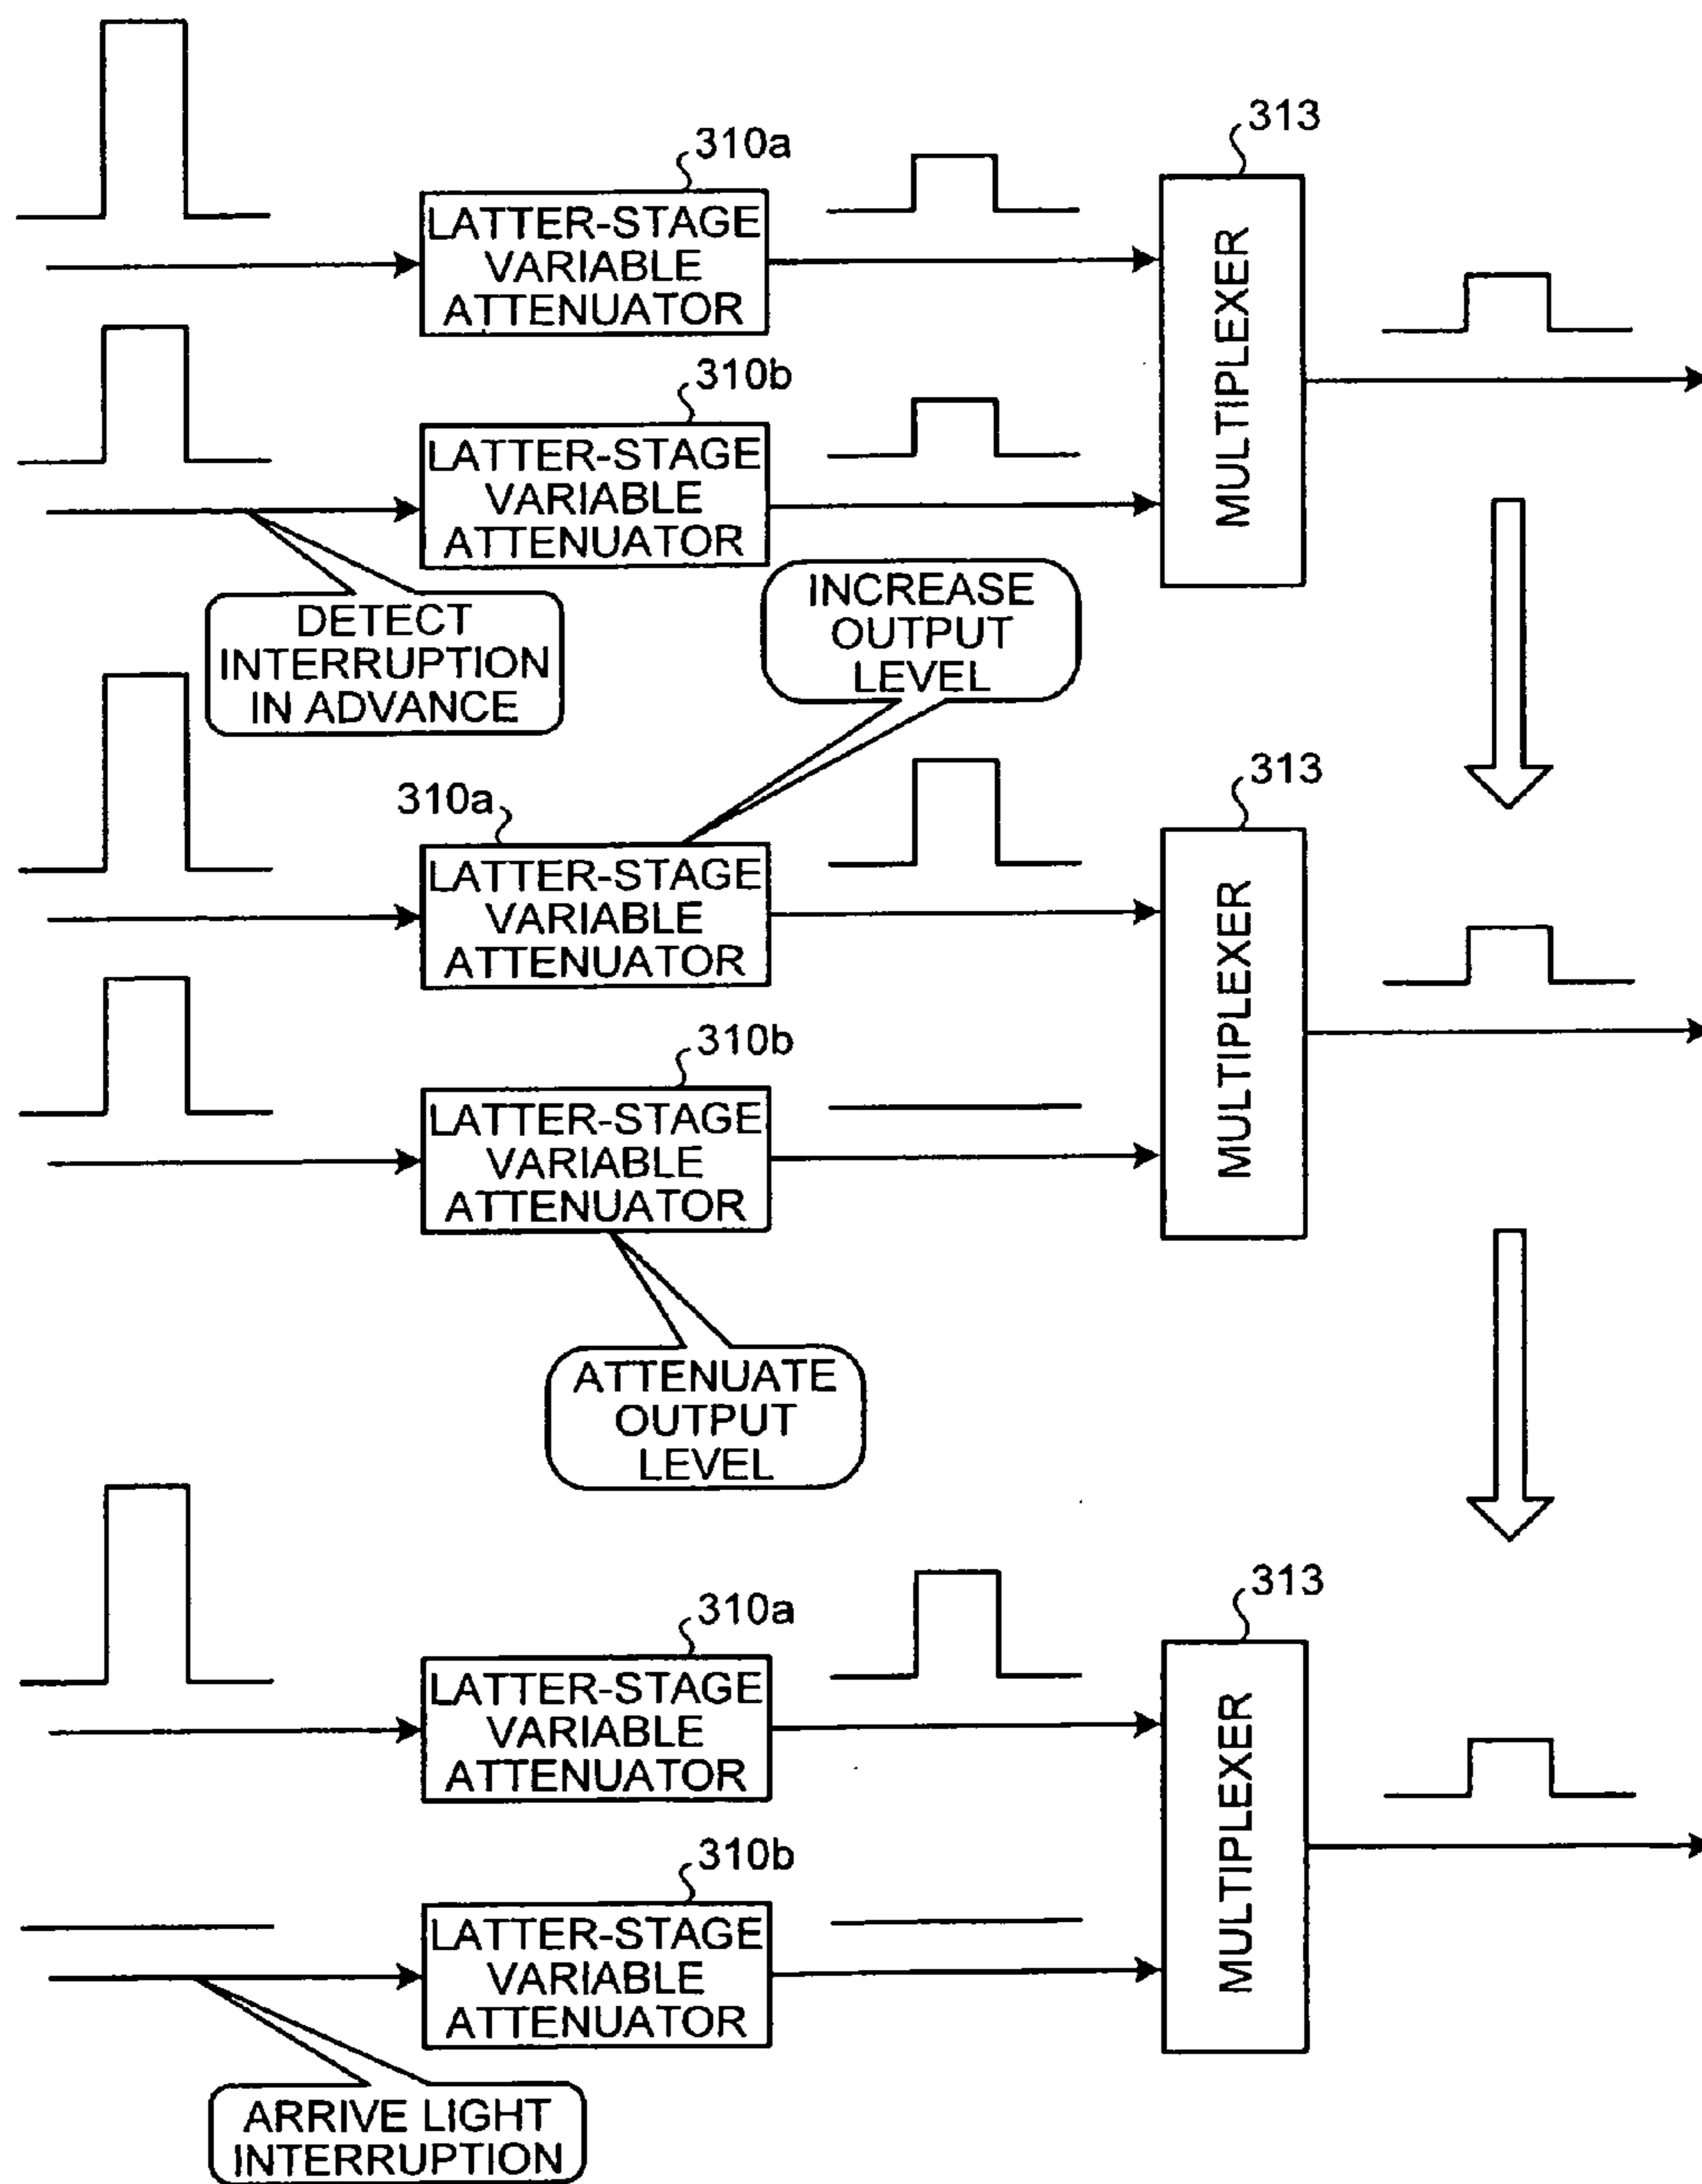 310a
313
LATTER-STAGE
VARIABLE
ATTENUATOR
MULTIPLEXER
310b
LATTER-STAGE
VARIABLE
ATTENUATOR
DETECT
INTERRUPTION
IN ADVANCE
INCREASE
OUTPUT
LEVEL
310a
313
LATTER-STAGE
VARIABLE
ATTENUATOR
MULTIPLEXER
310b
LATTER-STAGE
VARIABLE
ATTENUATOR
ATTENUATE
OUTPUT
LEVEL
310a
313
LATTER-STAGE
VARIABLE
ATTENUATOR
MULTIPLEXER
310b
LATTER-STAGE
VARIABLE
ATTENUATOR
ARRIVE LIGHT
INTERRUPTION